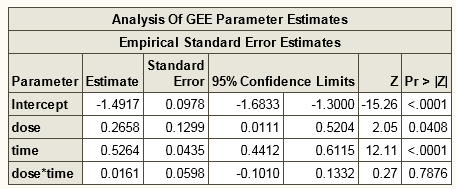 Analysis Of GEE Parameter Estimates
Empirical Standard Error Estimates
Parameter Estimate Standard Error 95% Confidence Limits Z Pr > |Z|
Intercept -1.4917 0.0978 -1.6833 -1.3000 -15.26 <.0001
dose 0.2658 0.1299 0.0111 0.5204 2.05 0.0408
time 0.5264 0.0435 0.4412 0.6115 12.11 <.0001
dose*time 0.0161 0.0598 -0.1010 0.1332 0.27 0.7876